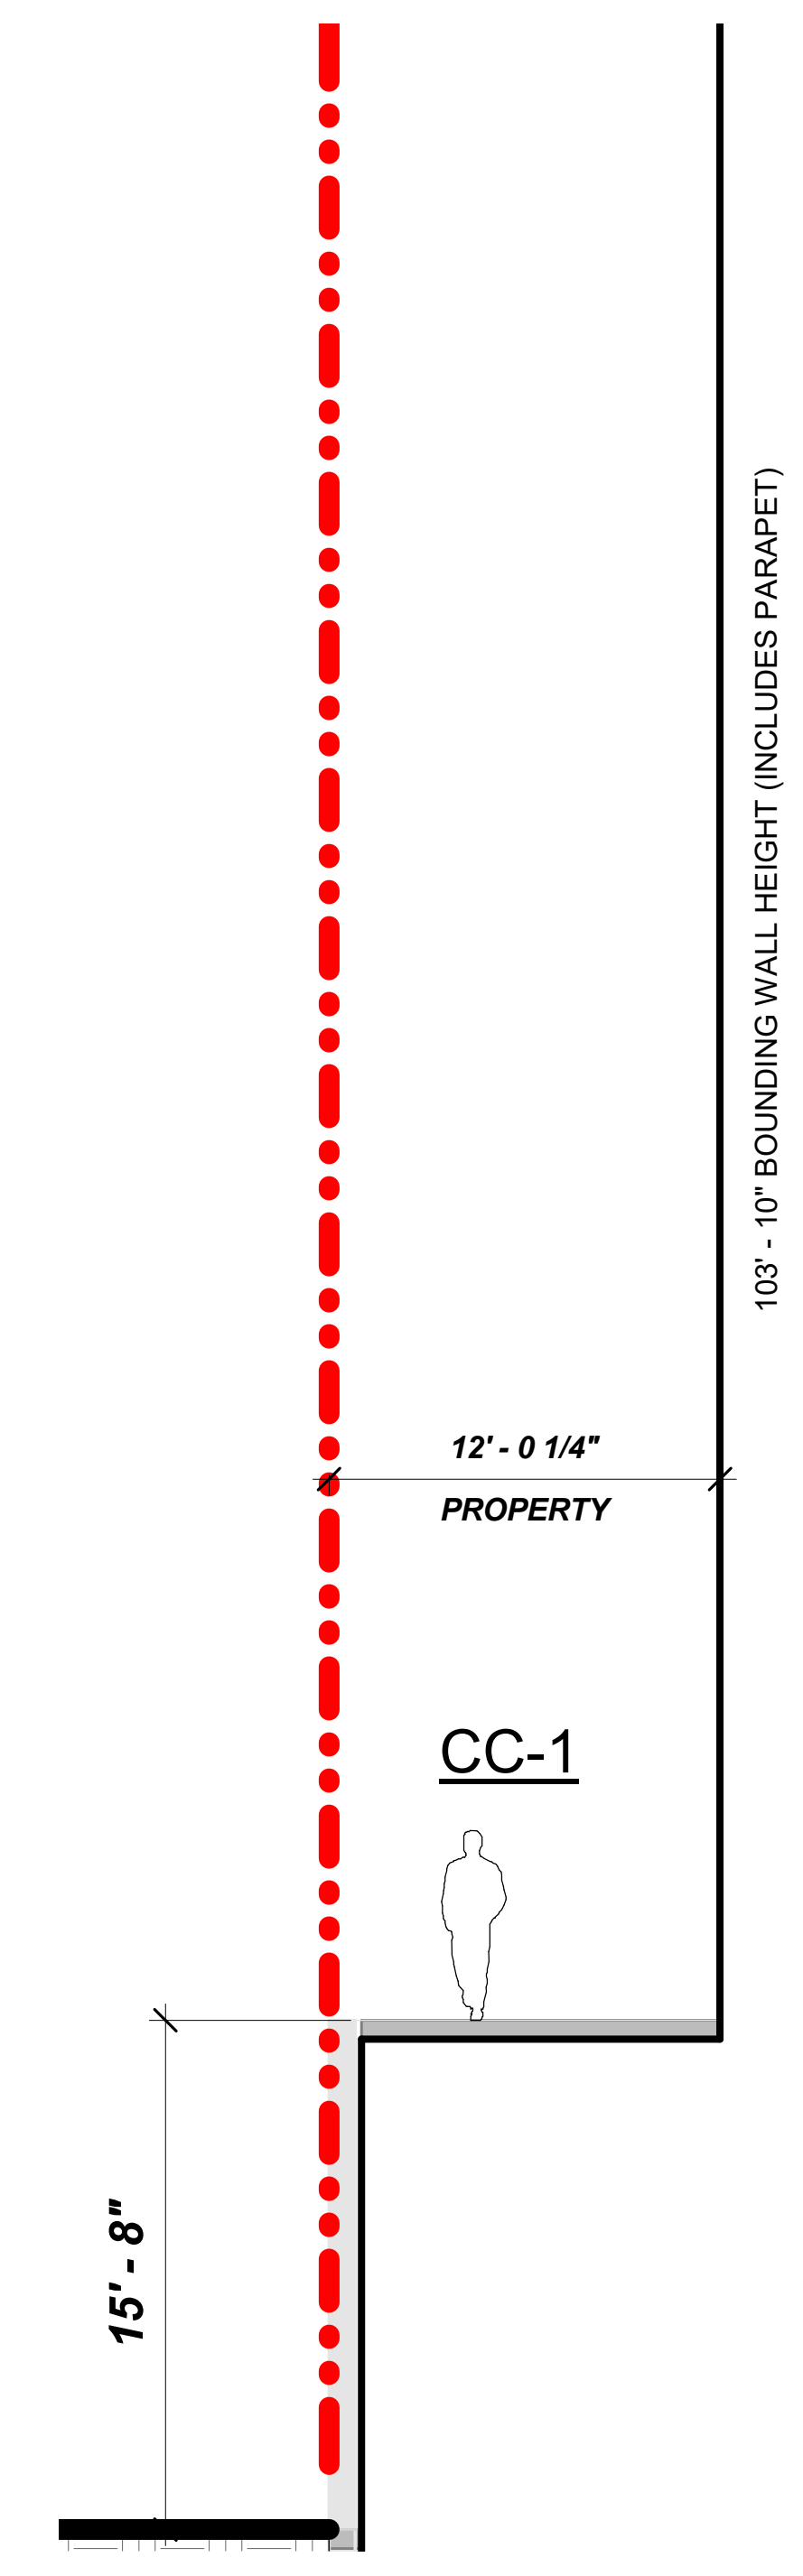 103' - 10" BOUNDING WALL HEIGHT (INCLUDES PARAPET)
12' - 0 1/4"
PROPERTY
CC-1
15' - 8"